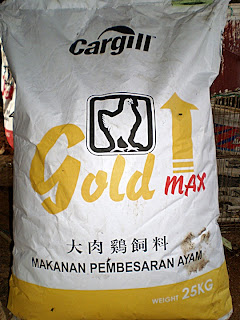 Cargill
Gold
MAX
大肉鷄飼料
MAKANAN PEMBESARAN AYAM
WEIGHT 25KG